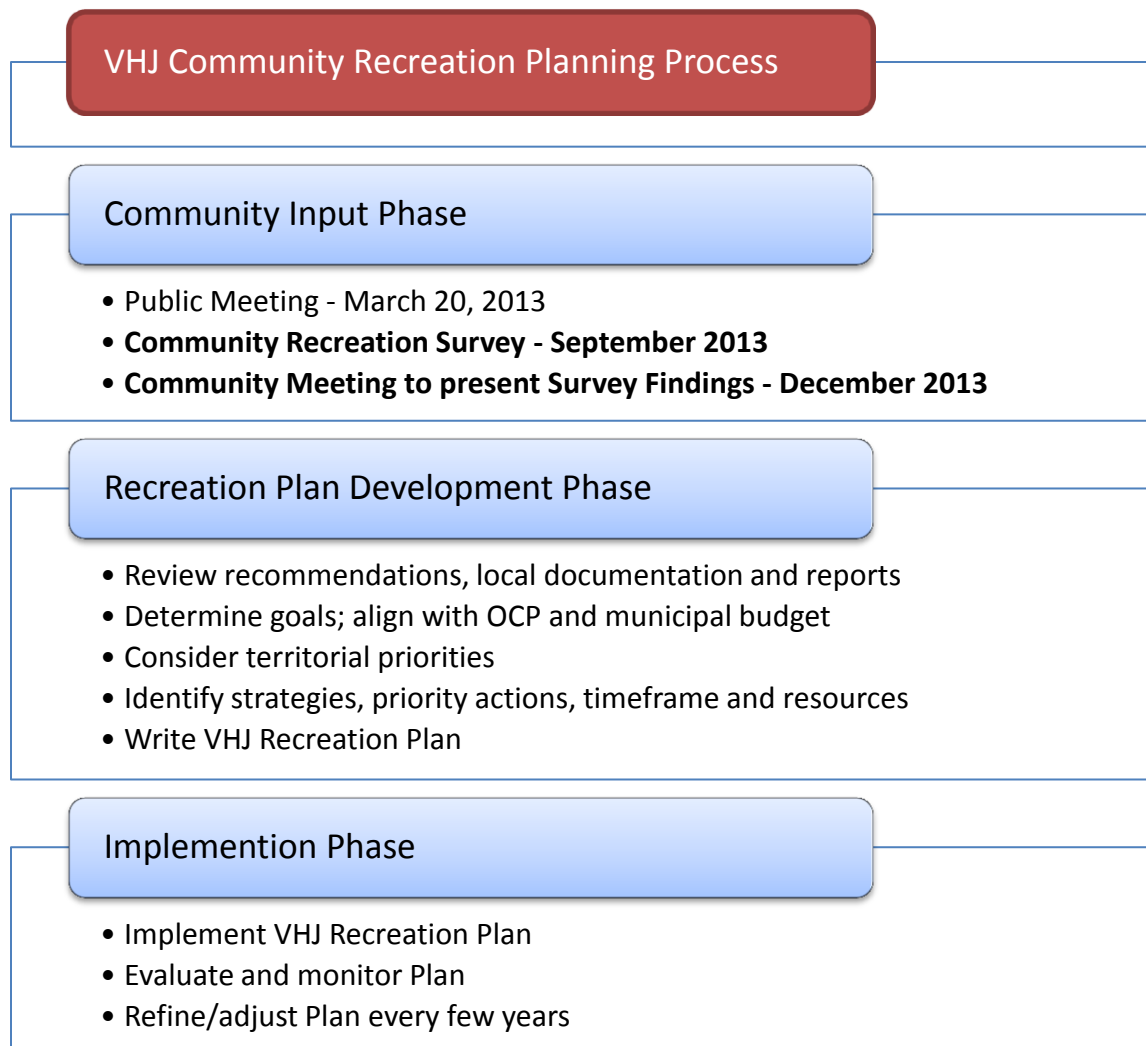 VHJ Community Recreation Planning Process
Community Input Phase
• Public Meeting - March 20, 2013
• Community Recreation Survey - September 2013
• Community Meeting to present Survey Findings - December 2013
Recreation Plan Development Phase
• Review recommendations, local documentation and reports
• Determine goals; align with OCP and municipal budget
• Consider territorial priorities
• Identify strategies, priority actions, timeframe and resources
• Write VHJ Recreation Plan
Implemention Phase
• Implement VHJ Recreation Plan
• Evaluate and monitor Plan
• Refine/adjust Plan every few years